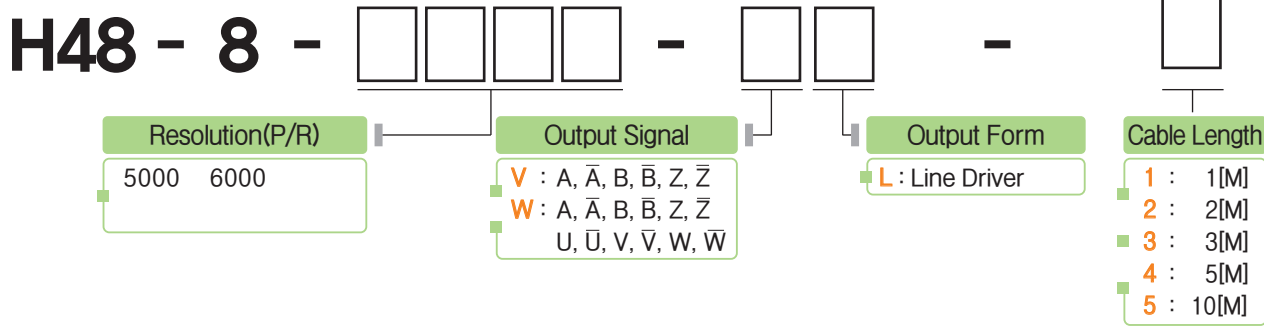 H48 - 8 - □□□□ - □□ - □
Resolution(P/R)
5000 6000
Output Signal
V : A, A̅, B, B̅, Z, Z̅
W : A, A̅, B, B̅, Z, Z̅
U, U̅, V, V̅, W, W̅
Output Form
L : Line Driver
Cable Length
1 : 1[M]
2 : 2[M]
3 : 3[M]
4 : 5[M]
5 : 10[M]